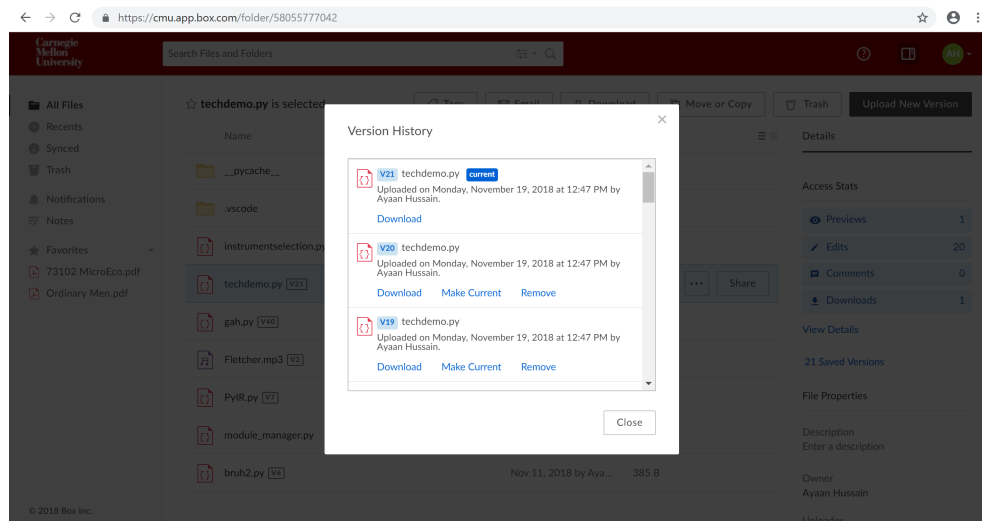 https://cmu.app.box.com/folder/58055777042
Carnegie
Mellon
University
Search Files and Folders
AH
All Files
Recents
Synced
Trash
Notifications
Notes
Favorites
73102 MicroEco.pdf
Ordinary Men.pdf
© 2018 Box Inc.
techdemo.py is selected
Tags
Email
Download
Move or Copy
Trash
Upload New Version
Name
__pycache__
.vscode
instrumentselection.py
techdemo.py V21
Share
gah.py V40
Fletcher.mp3 V2
PyIR.py V7
module_manager.py
bruh2.py V6 Nov 11, 2018 by Aya... 385 B
Version History
V21 techdemo.py current
Uploaded on Monday, November 19, 2018 at 12:47 PM by
Ayaan Hussain.
Download
V20 techdemo.py
Uploaded on Monday, November 19, 2018 at 12:47 PM by
Ayaan Hussain.
Download Make Current Remove
V19 techdemo.py
Uploaded on Monday, November 19, 2018 at 12:47 PM by
Ayaan Hussain.
Download Make Current Remove
Close
Details
Access Stats
Previews 1
Edits 20
Comments 0
Downloads 1
View Details
21 Saved Versions
File Properties
Description
Enter a description
Owner
Ayaan Hussain